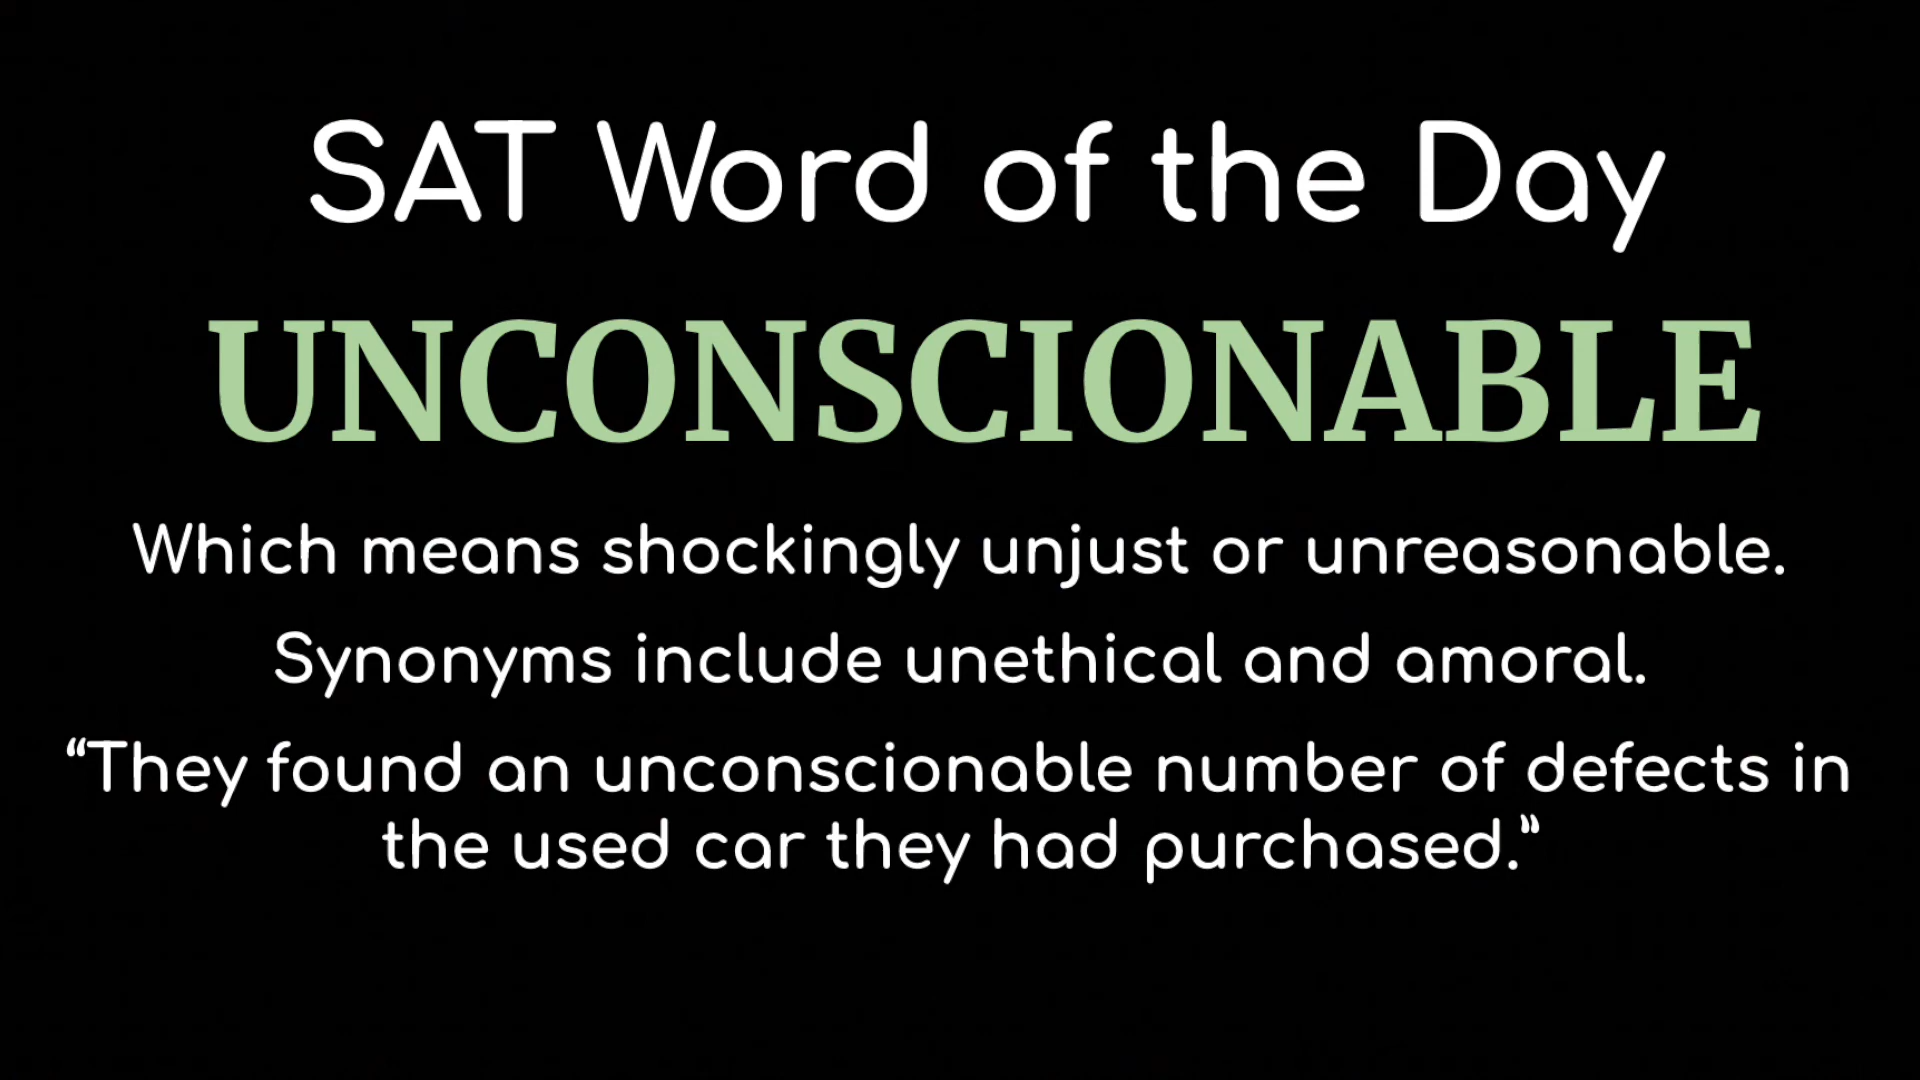 SAT Word of the Day
UNCONSCIONABLE
Which means shockingly unjust or unreasonable.
Synonyms include unethical and amoral.
“They found an unconscionable number of defects in
the used car they had purchased.”